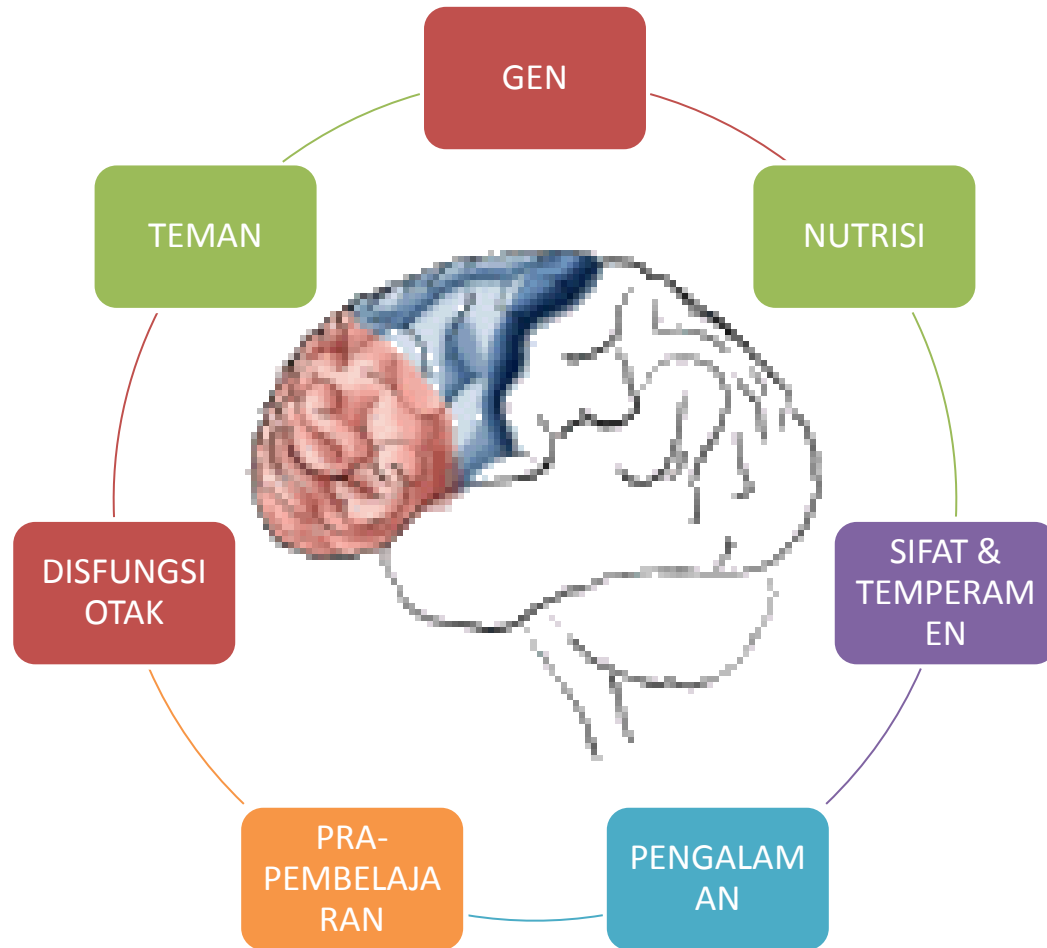 GEN
NUTRISI
SIFAT &
TEMPERAM
EN
PENGALAM
AN
PRA-
PEMBELAJA
RAN
DISFUNGSI
OTAK
TEMAN